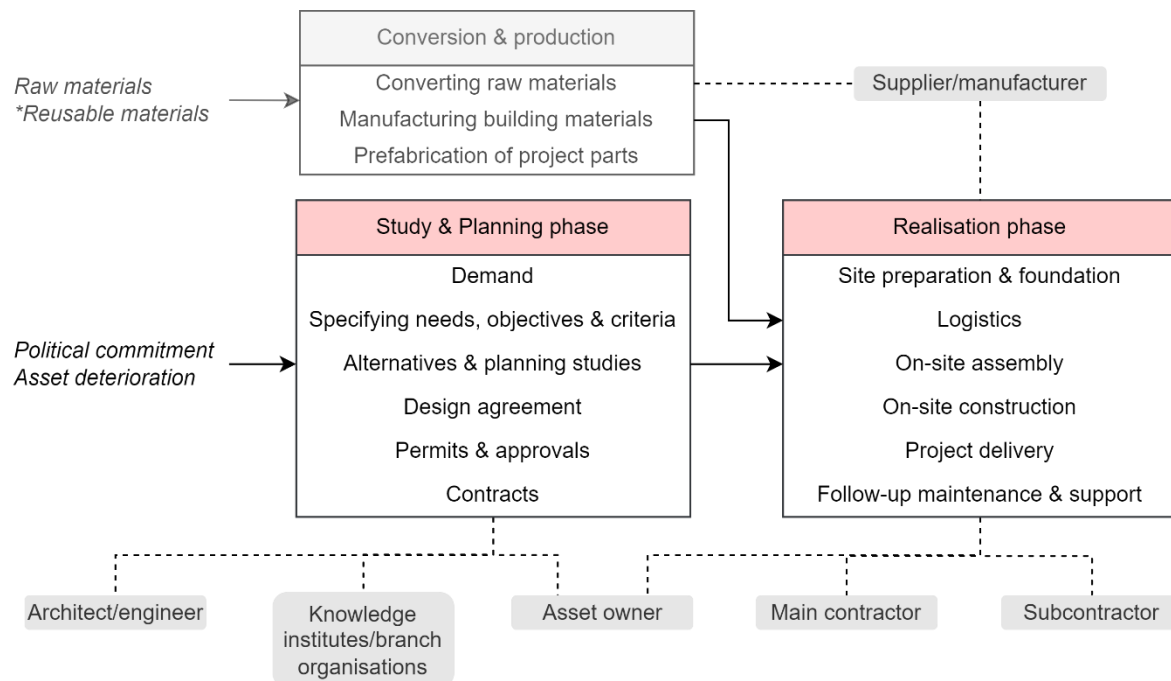 Conversion & production
Raw materials
*Reusable materials
Converting raw materials
Manufacturing building materials
Prefabrication of project parts
Supplier/manufacturer
Political commitment
Asset deterioration
Study & Planning phase
Demand
Specifying needs, objectives & criteria
Alternatives & planning studies
Design agreement
Permits & approvals
Contracts
Realisation phase
Site preparation & foundation
Logistics
On-site assembly
On-site construction
Project delivery
Follow-up maintenance & support
Architect/engineer
Knowledge
institutes/branch
organisations
Asset owner
Main contractor
Subcontractor